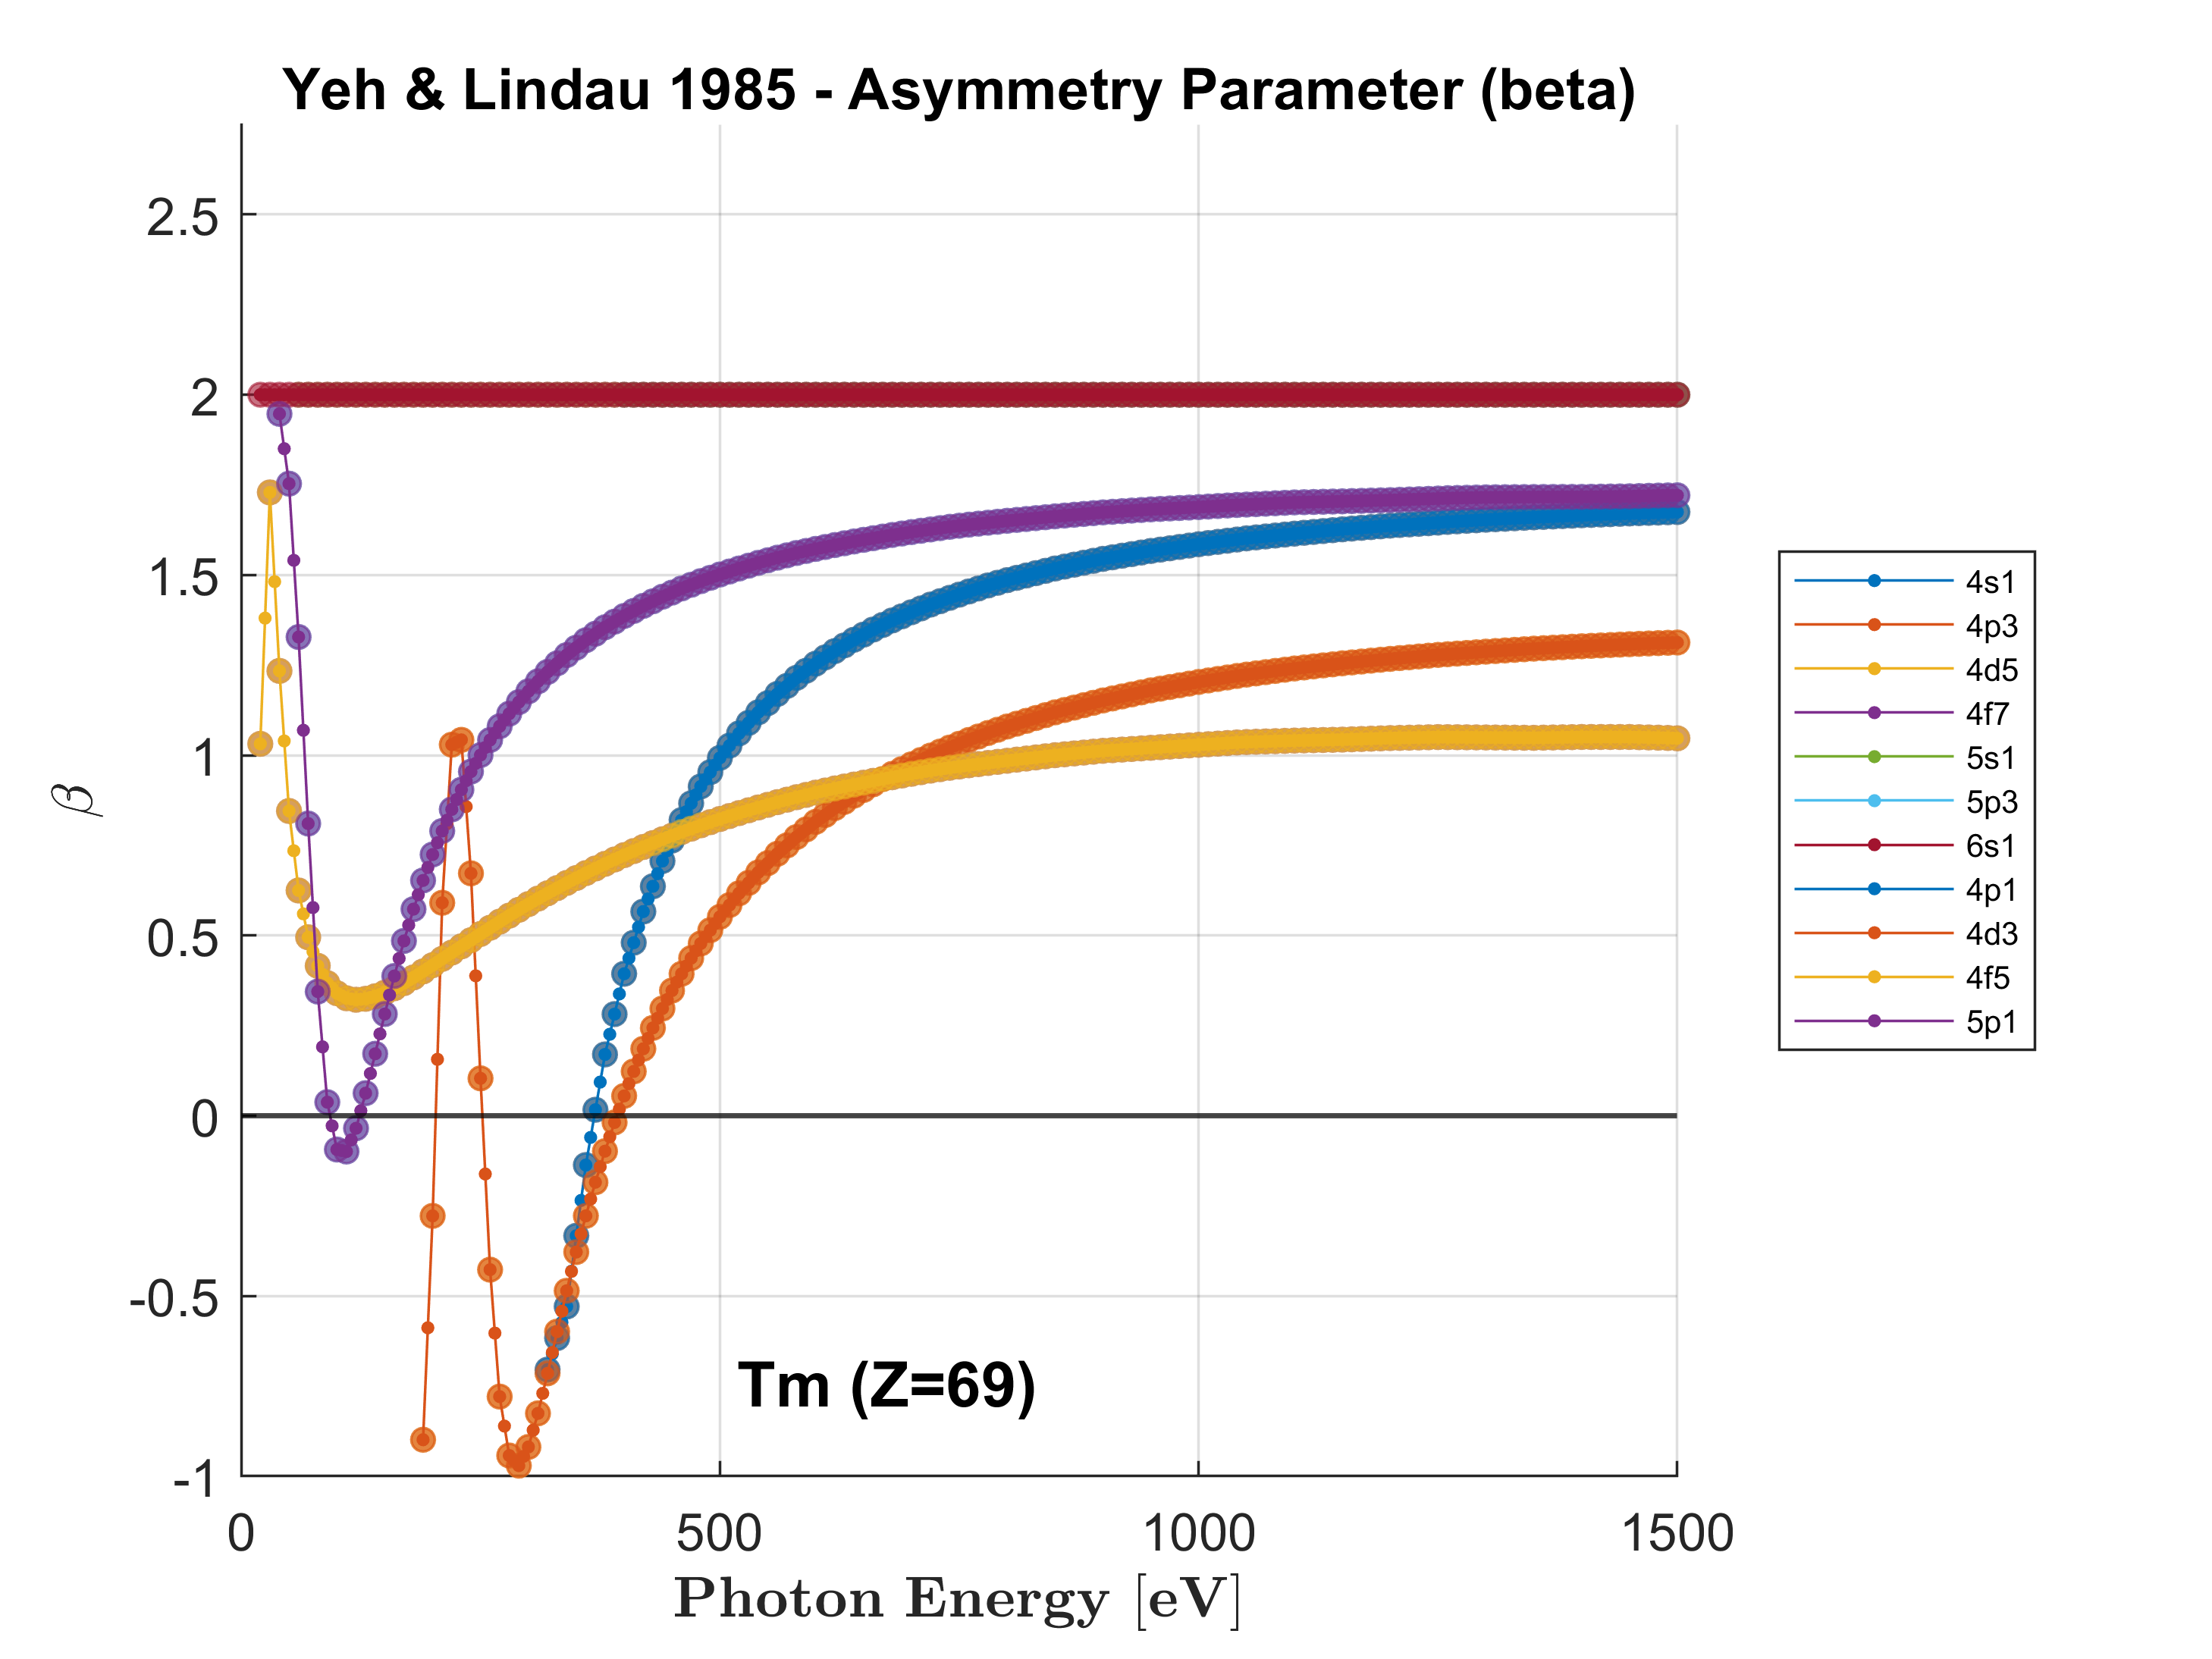 Yeh & Lindau 1985 - Asymmetry Parameter (beta)
2.5
2
1.5
1
0.5
0
-0.5
-1
β
0 500 1000 1500
Photon Energy [eV]
Tm (Z=69)
4s1
4p3
4d5
4f7
5s1
5p3
6s1
4p1
4d3
4f5
5p1